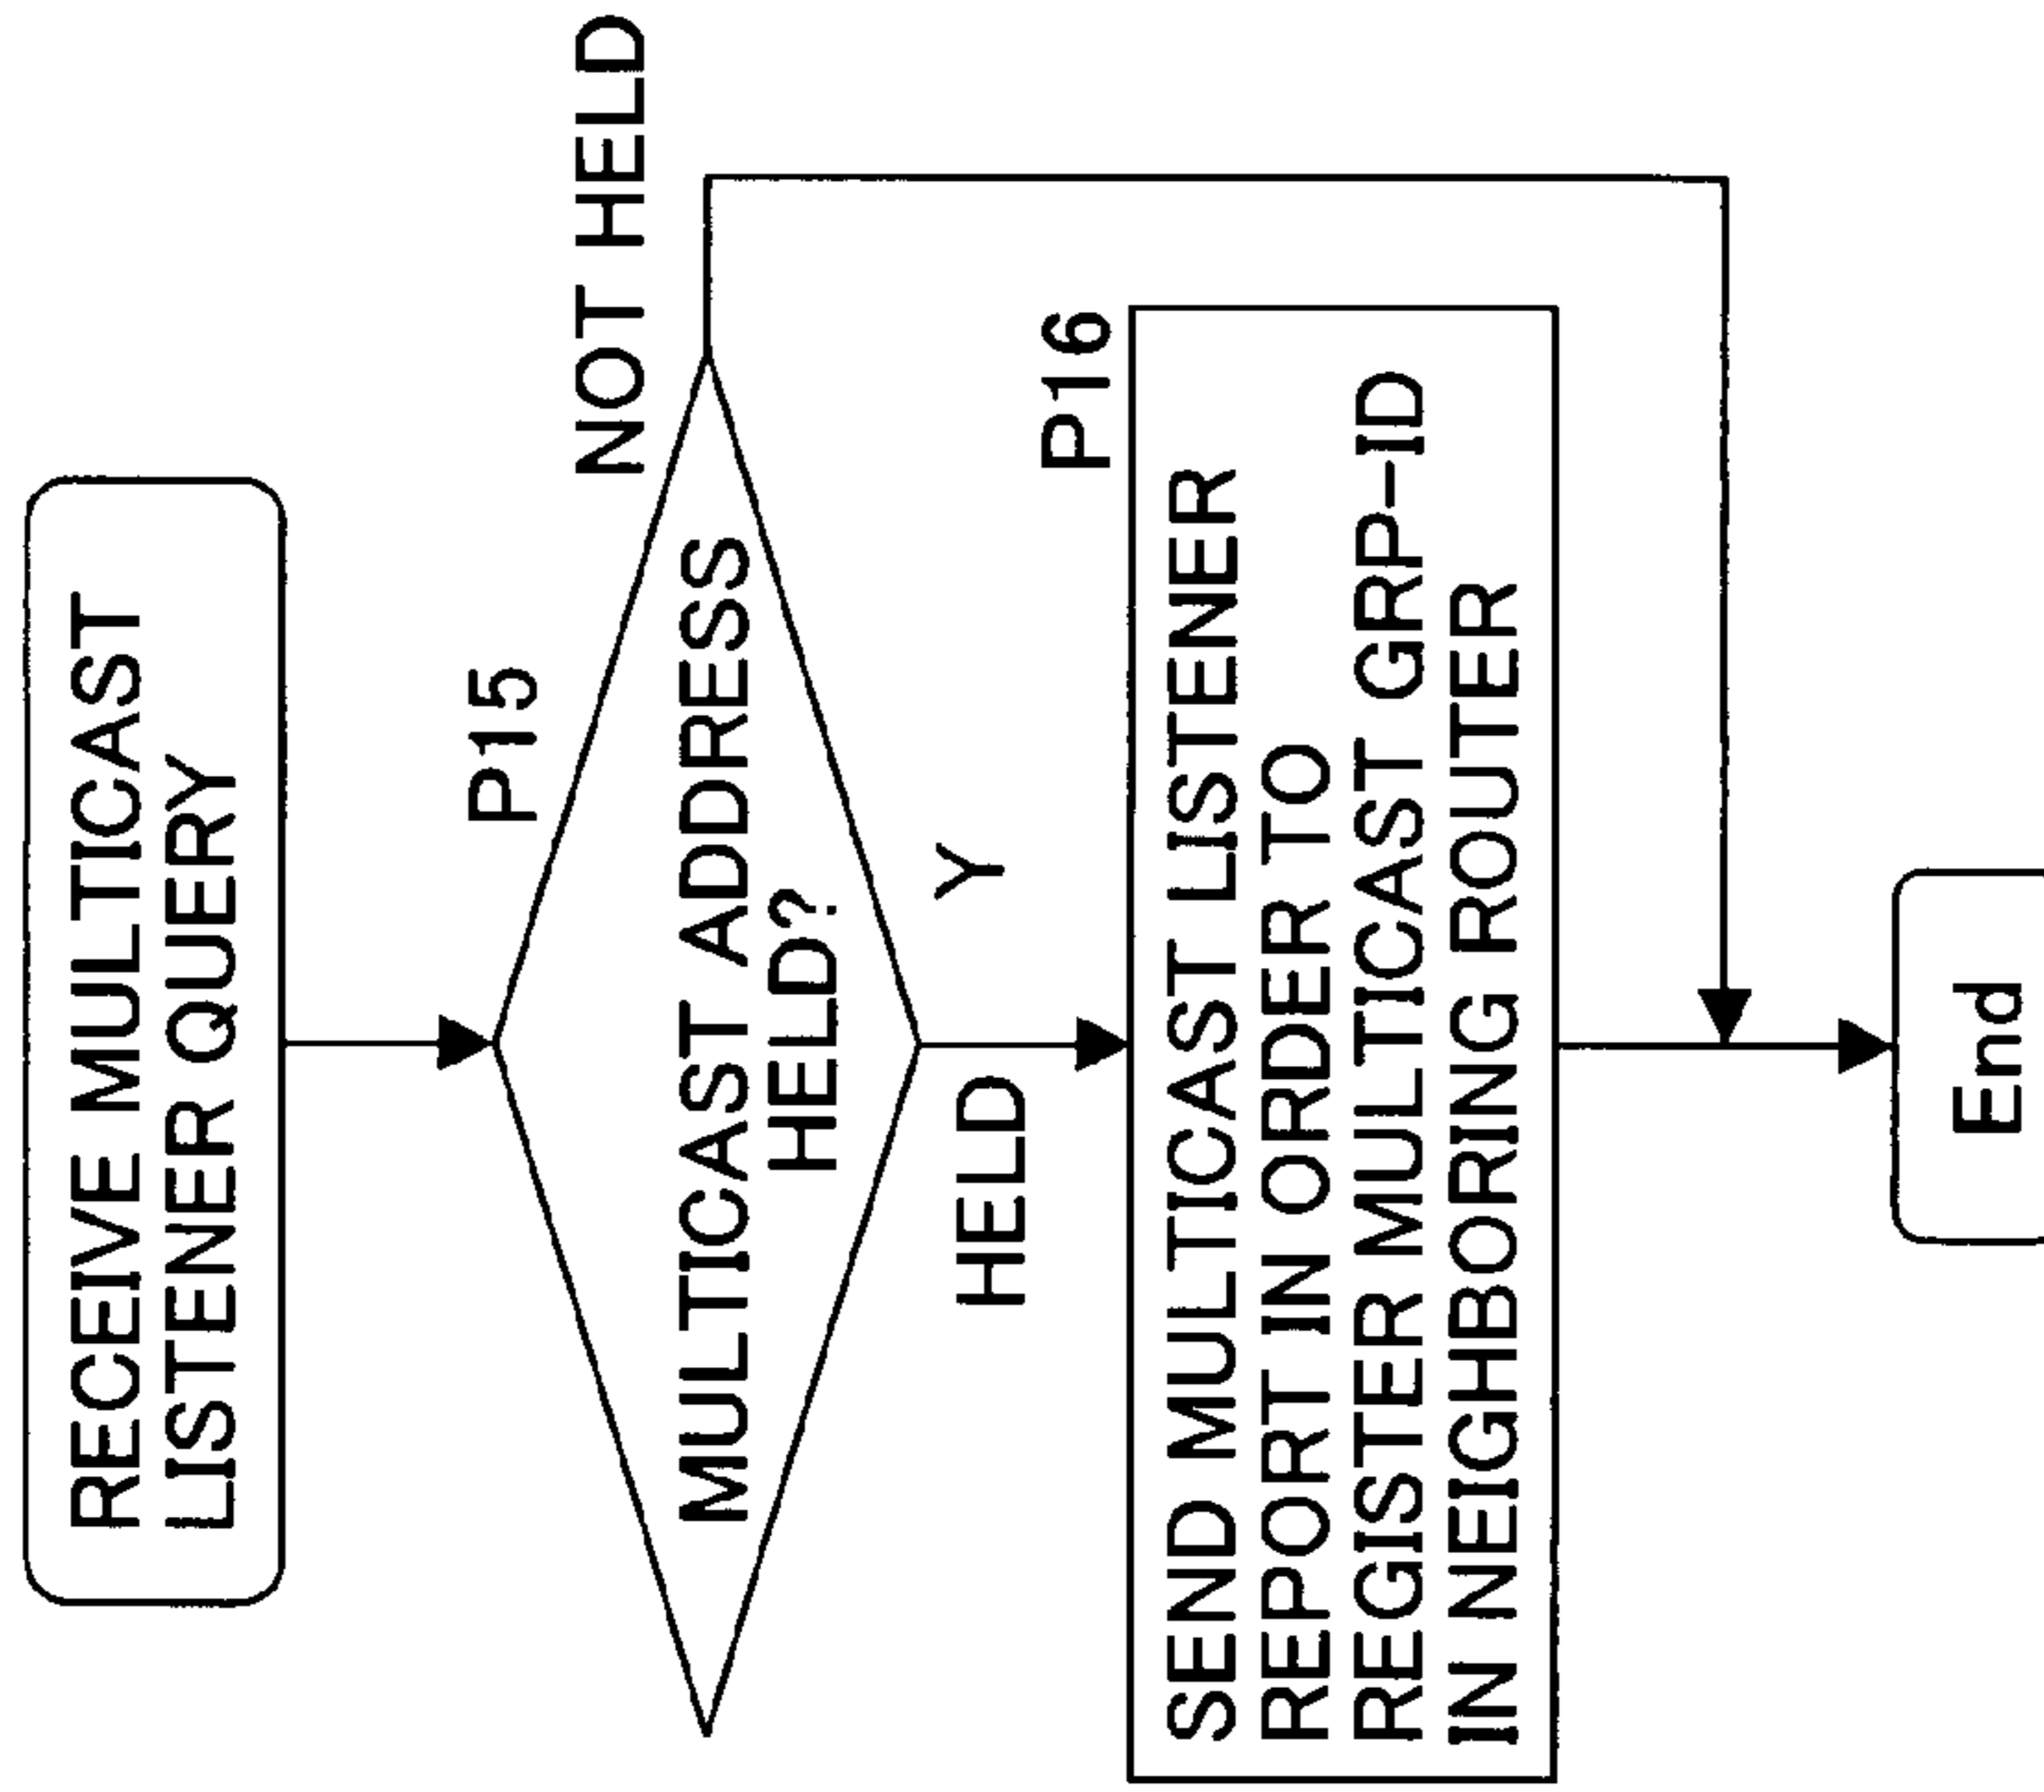 RECEIVE MULTICAST
LISTENER QUERY
P15
NOT HELD
MULTICAST ADDRESS
HELD?
HELD
Y
P16
SEND MULTICAST LISTENER
REPORT IN ORDER TO
REGISTER MULTICAST GRP-ID
IN NEIGHBORING ROUTER
End